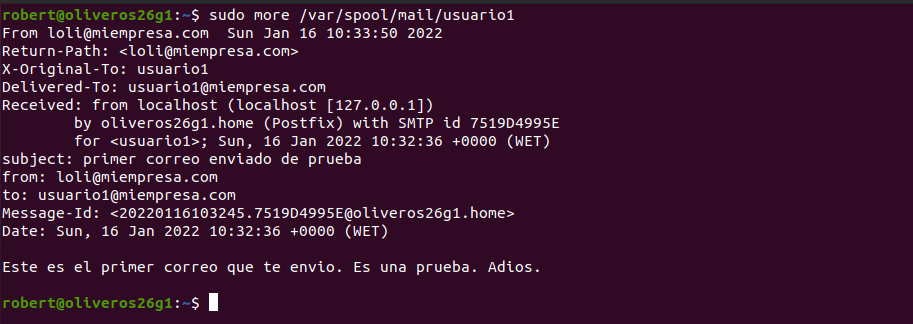 robert@oliveros26g1:~$ sudo more /var/spool/mail/usuario1
From loli@miempresa.com  Sun Jan 16 10:33:50 2022
Return-Path: <loli@miempresa.com>
X-Original-To: usuario1
Delivered-To: usuario1@miempresa.com
Received: from localhost (localhost [127.0.0.1])
        by oliveros26g1.home (Postfix) with SMTP id 7519D4995E
        for <usuario1>; Sun, 16 Jan 2022 10:32:36 +0000 (WET)
subject: primer correo enviado de prueba
from: loli@miempresa.com
to: usuario1@miempresa.com
Message-Id: <20220116103245.7519D4995E@oliveros26g1.home>
Date: Sun, 16 Jan 2022 10:32:36 +0000 (WET)

Este es el primer correo que te envio. Es una prueba. Adios.

robert@oliveros26g1:~$